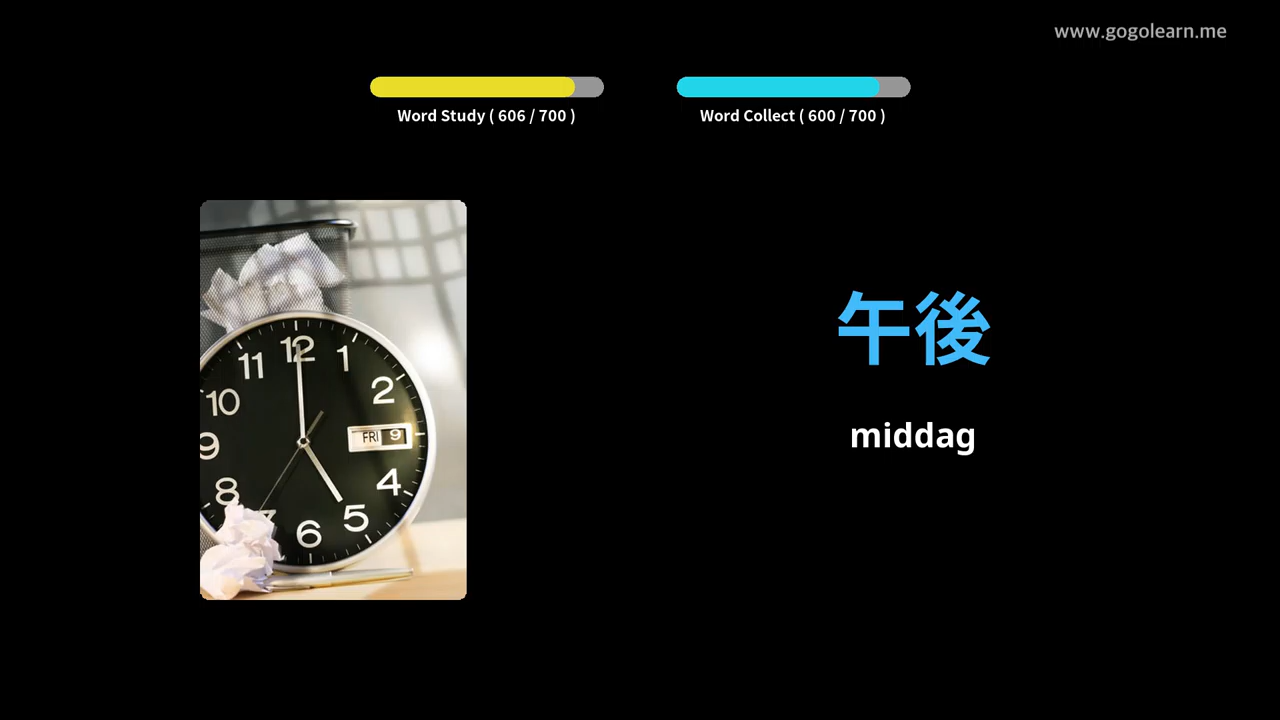 www.gogolearn.me
Word Study ( 606 / 700 )
Word Collect ( 600 / 700 )
午後
middag
12
11
1
10
2
FRI 9
9
8
4
7
5
6